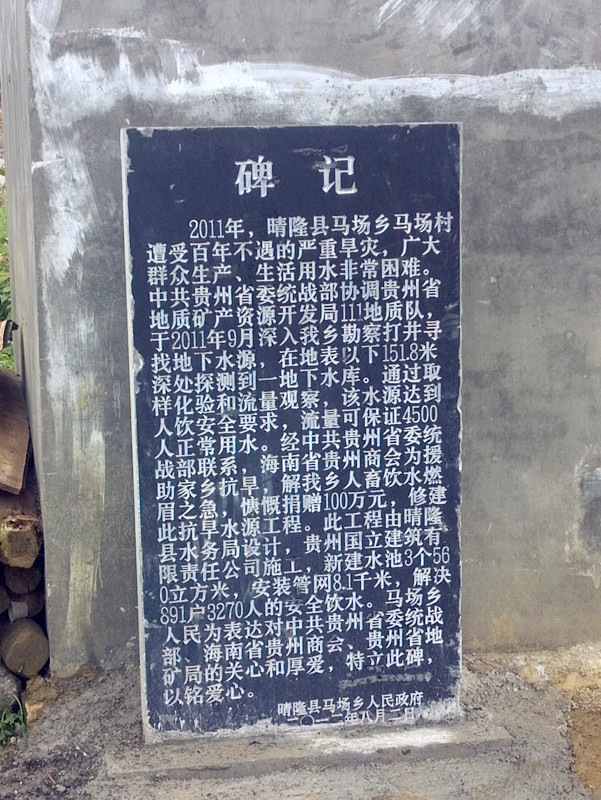 碑 记
2011年，晴隆县马场乡马场村
遭受百年不遇的严重旱灾，广大
群众生产、生活用水非常困难。
中共贵州省委统战部协调贵州省
地质矿产资源开发局111地质队，
于2011年9月深入我乡勘察打井寻
找地下水源，在地表以下151.8米
深处探测到一地下水库。通过取
样化验和流量观察，该水源达到
人饮安全要求，流量可保证4500
人正常用水。经中共贵州省委统
战部联系，海南省贵州商会为援
助家乡抗旱，解我乡人畜饮水燃
眉之急，慷慨捐赠100万元，修建
此抗旱水源工程。此工程由晴隆
县水务局设计，贵州国立建筑有
限责任公司施工，新建水池3个56
0立方米，安装管网8.1千米，解决
891户3270人的安全饮水。马场乡
人民为表达对中共贵州省委统战
部、海南省贵州商会、贵州省地
矿局的关心和厚爱，特立此碑，
以铭爱心。
晴隆县马场乡人民政府
二〇一二年八月二日